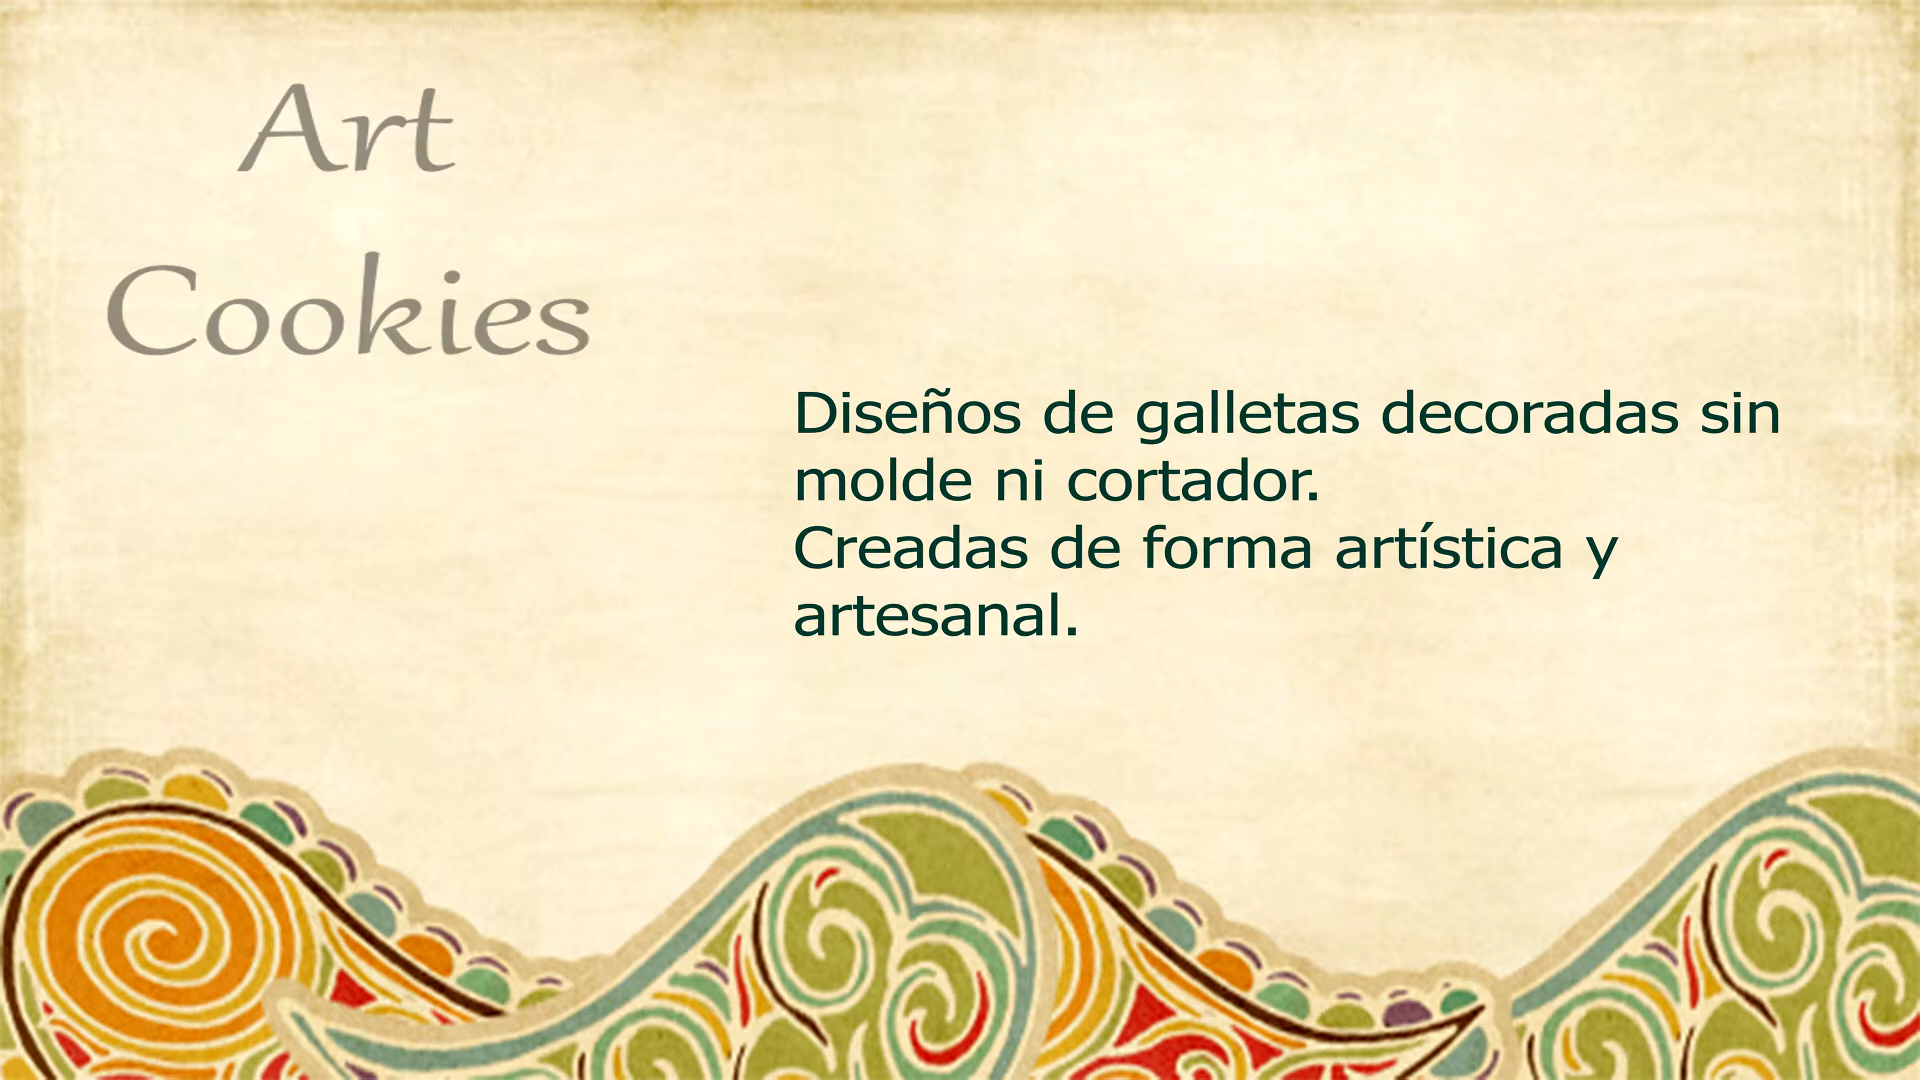 Art
Cookies
Diseños de galletas decoradas sin
molde ni cortador.
Creadas de forma artística y
artesanal.